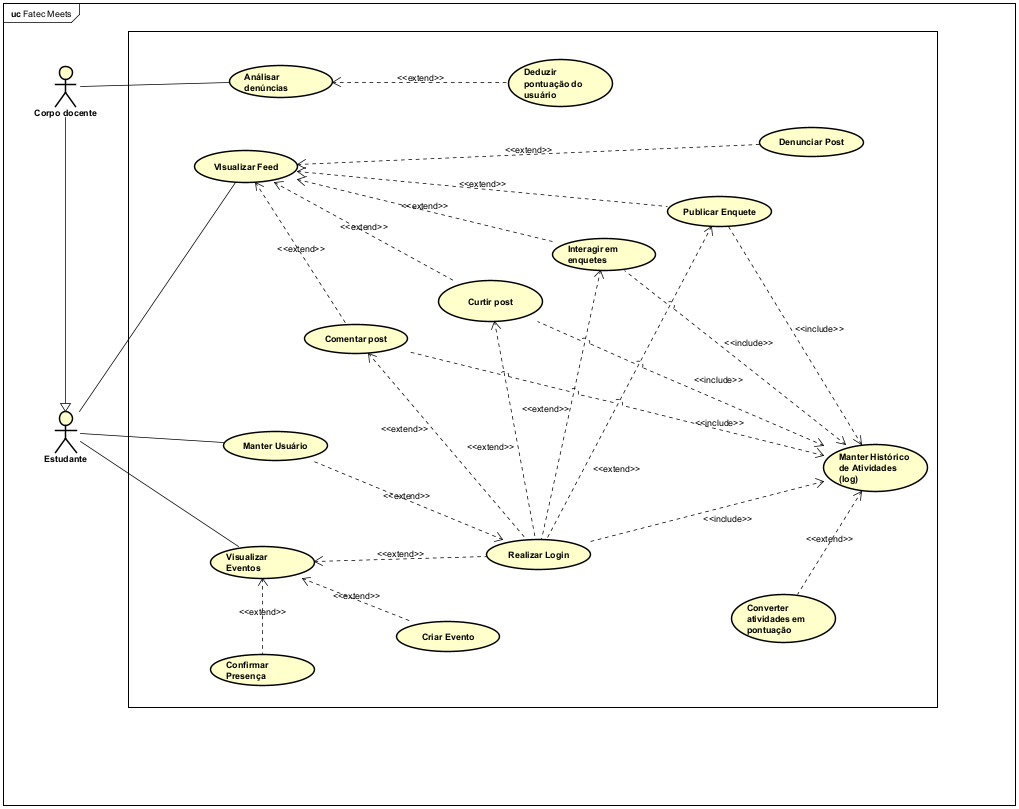 uc Fatec Meets
Corpo docente
Análisar
denúncias
<<extend>>
Deduzir
pontuação do
usuário
Denunciar Post
<<extend>>
VIsualizar Feed
<<extend>>
Publicar Enquete
<<extend>>
<<extend>>
<<extend>>
Interagir em
enquetes
Curtir post
Comentar post
<<include>>
<<include>>
<<include>>
<<include>>
<<extend>>
<<extend>>
<<extend>>
<<extend>>
Estudante
Manter Usuário
Manter Histórico
de Atividades
(log)
<<extend>>
<<include>>
<<extend>>
Visualizar
Eventos
<<extend>>
Realizar Login
<<extend>>
<<extend>>
Converter
atividades em
pontuação
Criar Evento
Confirmar
Presença